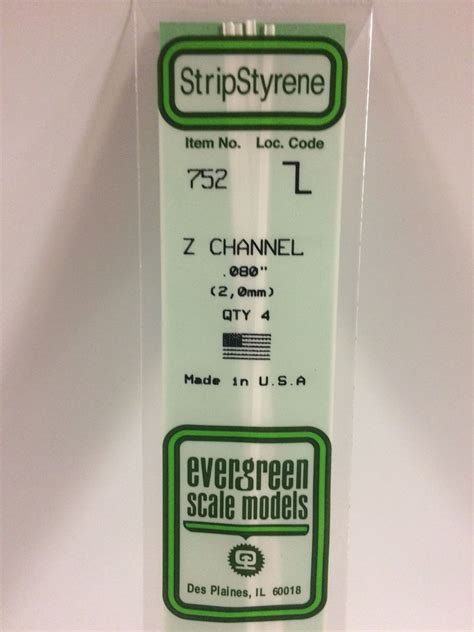 StripStyrene
Item No. Loc. Code
752
Z CHANNEL
.080"
(2,0mm)
QTY 4
Made in U.S.A
evergreen
scale models
Des Plaines, IL 60018